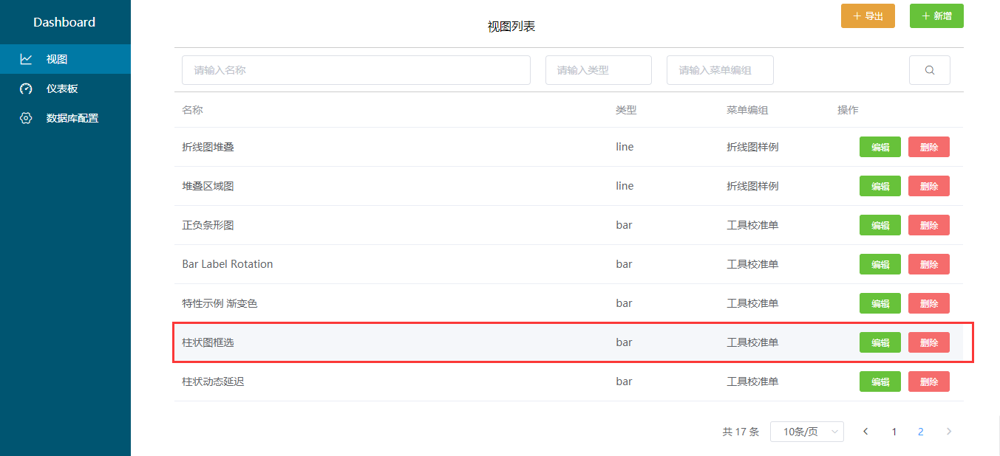 Dashboard
视图
仪表板
数据库配置
视图列表
导出
新增
请输入名称 请输入类型 请输入菜单编组
名称 类型 菜单编组 操作
折线图堆叠 line 折线图样例 编辑 删除
堆叠区域图 line 折线图样例 编辑 删除
正负条形图 bar 工具校准单 编辑 删除
Bar Label Rotation bar 工具校准单 编辑 删除
特性示例 渐变色 bar 工具校准单 编辑 删除
柱状图框选 bar 工具校准单 编辑 删除
柱状动态延迟 bar 工具校准单 编辑 删除
共 17 条 10条/页 1 2